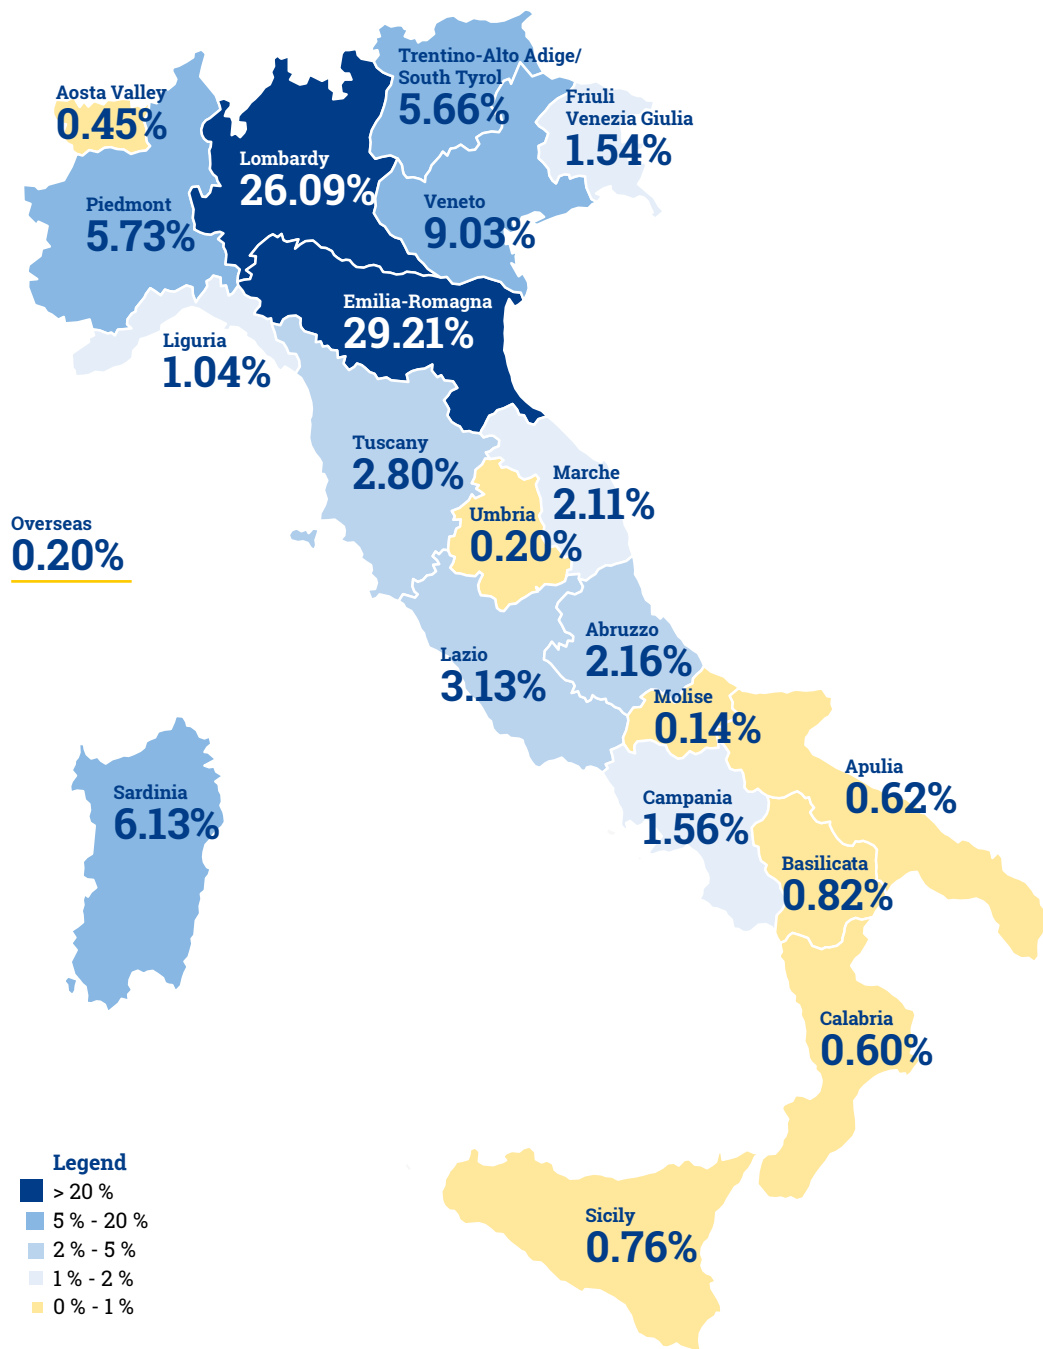 Trentino-Alto Adige/
South Tyrol
5.66%
Aosta Valley
0.45%
Friuli
Venezia Giulia
1.54%
Lombardy
26.09%
Piedmont
5.73%
Veneto
9.03%
Emilia-Romagna
29.21%
Liguria
1.04%
Tuscany
2.80%
Marche
2.11%
Umbria
0.20%
Overseas
0.20%
Abruzzo
2.16%
Lazio
3.13%
Molise
0.14%
Apulia
0.62%
Sardinia
6.13%
Campania
1.56%
Basilicata
0.82%
Calabria
0.60%
Sicily
0.76%
Legend
> 20 %
5 % - 20 %
2 % - 5 %
1 % - 2 %
0 % - 1 %